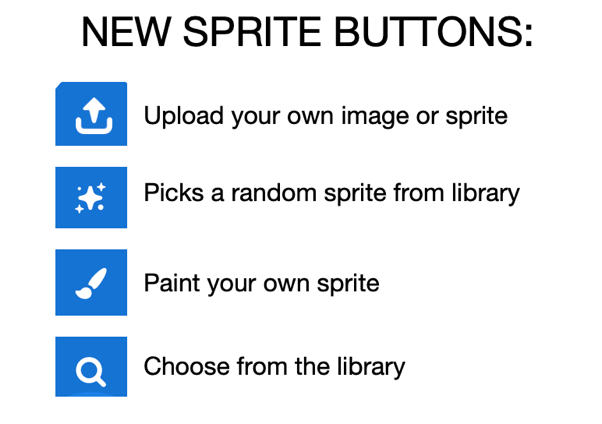 NEW SPRITE BUTTONS:
Upload your own image or sprite
Picks a random sprite from library
Paint your own sprite
Choose from the library